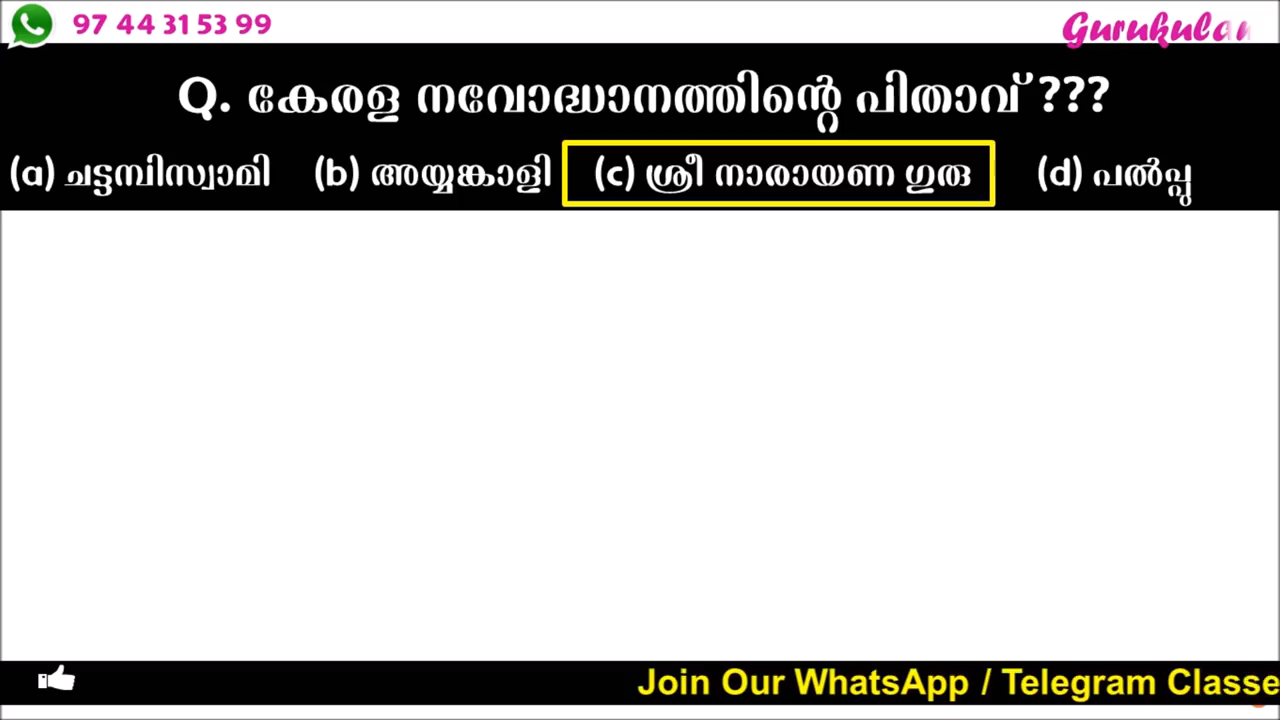 97 44 31 53 99
Gurukulam
Q. കേരള നവോദ്ധാനത്തിന്റെ പിതാവ് ???
(a) ചട്ടമ്പിസ്വാമി (b) അയ്യങ്കാളി (c) ശ്രീ നാരായണ ഗുരു (d) പൽപ്പു
Join Our WhatsApp / Telegram Classe